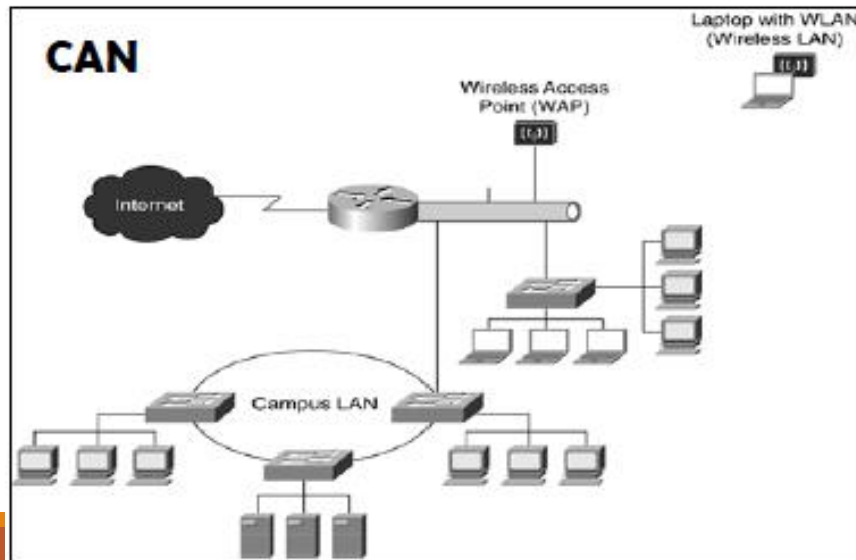 CAN
Laptop with WLAN
(Wireless LAN)
Wireless Access
Point (WAP)
Internet
Campus LAN